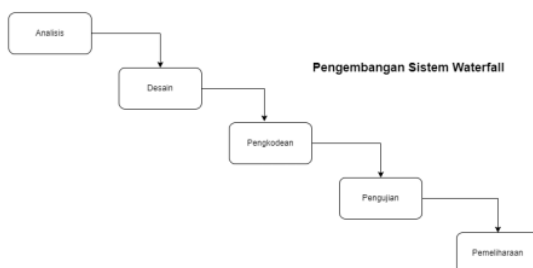 Analisis
Pengembangan Sistem Waterfall
Desain
Pengkodean
Pengujian
Pemeliharaan